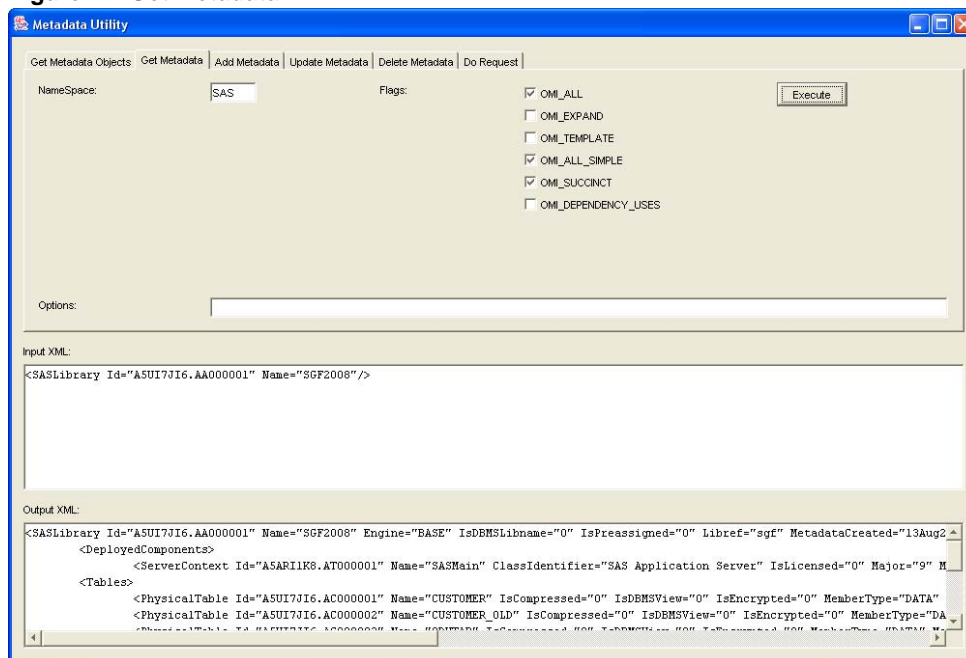 Metadata Utility
Get Metadata Objects Get Metadata Add Metadata Update Metadata Delete Metadata Do Request
NameSpace: SAS Flags: OMI_ALL Execute
OMI_EXPAND
OMI_TEMPLATE
OMI_ALL_SIMPLE
OMI_SUCCINCT
OMI_DEPENDENCY_USES
Options:
Input XML:
<SASLibrary Id="A5UI7JI6.AA000001" Name="SGF2008"/>
Output XML:
<SASLibrary Id="A5UI7JI6.AA000001" Name="SGF2008" Engine="BASE" IsDBMSLibname="0" IsPreassigned="0" Libref="sgf" MetadataCreated="13Aug2
<DeployedComponents>
<ServerContext Id="A5ARI1K8.AT000001" Name="SASMain" ClassIdentifier="SAS Application Server" IsLicensed="0" Major="9" M
<Tables>
<PhysicalTable Id="A5UI7JI6.AC000001" Name="CUSTOMER" IsCompressed="0" IsDBMSView="0" IsEncrypted="0" MemberType="DATA"
<PhysicalTable Id="A5UI7JI6.AC000002" Name="CUSTOMER_OLD" IsCompressed="0" IsDBMSView="0" IsEncrypted="0" MemberType="DA